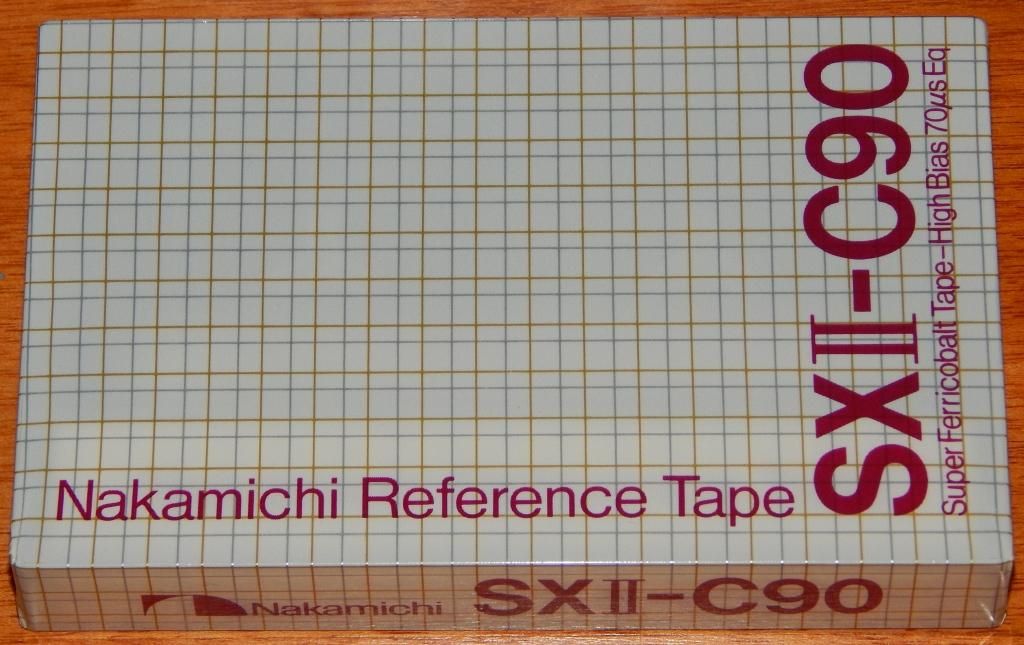 Nakamichi Reference Tape
SXII-C90
Super Ferricobalt Tape-High Bias 70μs Eq
Nakamichi SXII-C90